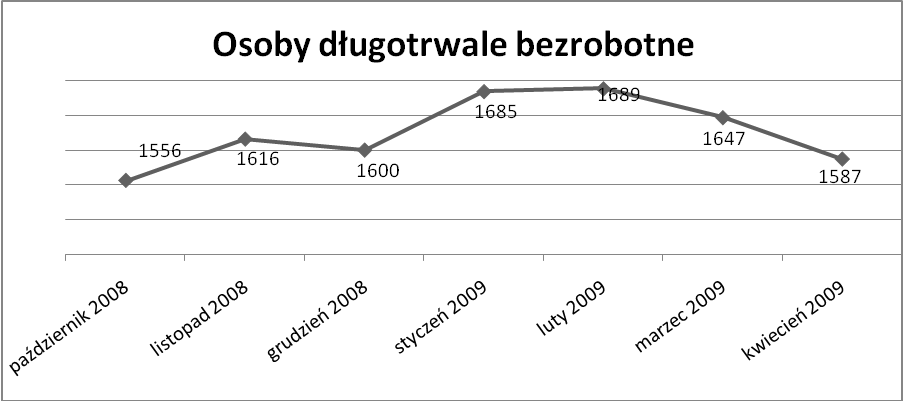 Osoby długotrwale bezrobotne
1556
1616
1600
1685
1689
1647
1587
październik 2008
listopad 2008
grudzień 2008
styczeń 2009
luty 2009
marzec 2009
kwiecień 2009